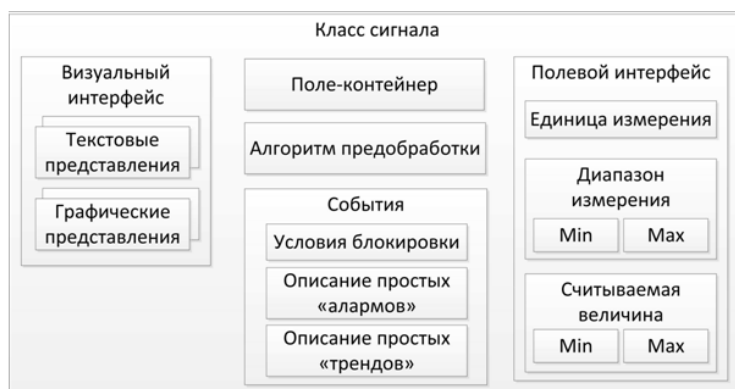 Класс сигнала
Визуальный
интерфейс
Текстовые
представления
Графические
представления
Поле-контейнер
Алгоритм предобработки
События
Условия блокировки
Описание простых
«алармов»
Описание простых
«трендов»
Полевой интерфейс
Единица измерения
Диапазон
измерения
Min Max
Считываемая
величина
Min Max